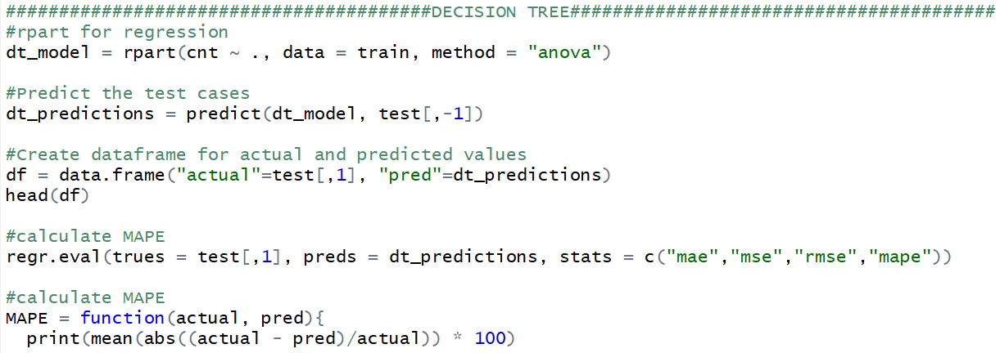 ########################################DECISION TREE########################################
#rpart for regression
dt_model = rpart(cnt ~ ., data = train, method = "anova")
#Predict the test cases
dt_predictions = predict(dt_model, test[,-1])
#Create dataframe for actual and predicted values
df = data.frame("actual"=test[,1], "pred"=dt_predictions)
head(df)
#calculate MAPE
regr.eval(trues = test[,1], preds = dt_predictions, stats = c("mae","mse","rmse","mape"))
#calculate MAPE
MAPE = function(actual, pred){
  print(mean(abs((actual - pred)/actual)) * 100)